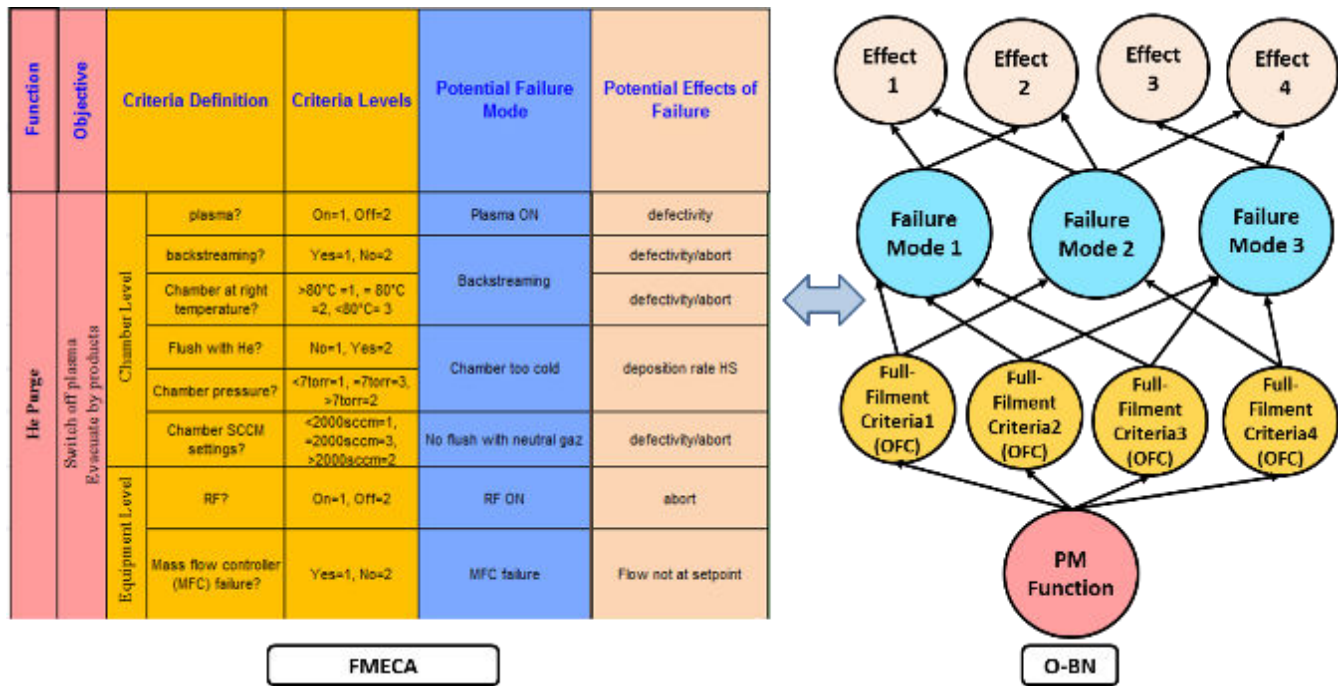 Function
Objective
Criteria Definition
Criteria Levels
Potential Failure
Mode
Potential Effects of
Failure
He Purge
Switch off plasma
Evacuate by products
Chamber Level
plasma?
On=1, Off=2
Plasma ON
defectivity
backstreaming?
Yes=1, No=2
Backstreaming
defectivity/abort
Chamber at right
temperature?
>80°C =1, = 80°C
=2, <80°C= 3
defectivity/abort
Flush with He?
No=1, Yes=2
Chamber too cold
deposition rate HS
Chamber pressure?
<7torr=1, =7torr=3,
>7torr=2
Chamber SCCM
settings?
<2000sccm=1,
=2000sccm=3,
>2000sccm=2
No flush with neutral gaz
defectivity/abort
Equipment Level
RF?
On=1, Off=2
RF ON
abort
Mass flow controller
(MFC) failure?
Yes=1, No=2
MFC failure
Flow not at setpoint
FMECA
Effect
1
Effect
2
Effect
3
Effect
4
Failure
Mode 1
Failure
Mode 2
Failure
Mode 3
Full-
Filment
Criteria1
(OFC)
Full-
Filment
Criteria2
(OFC)
Full-
Filment
Criteria3
(OFC)
Full-
Filment
Criteria4
(OFC)
PM
Function
O-BN